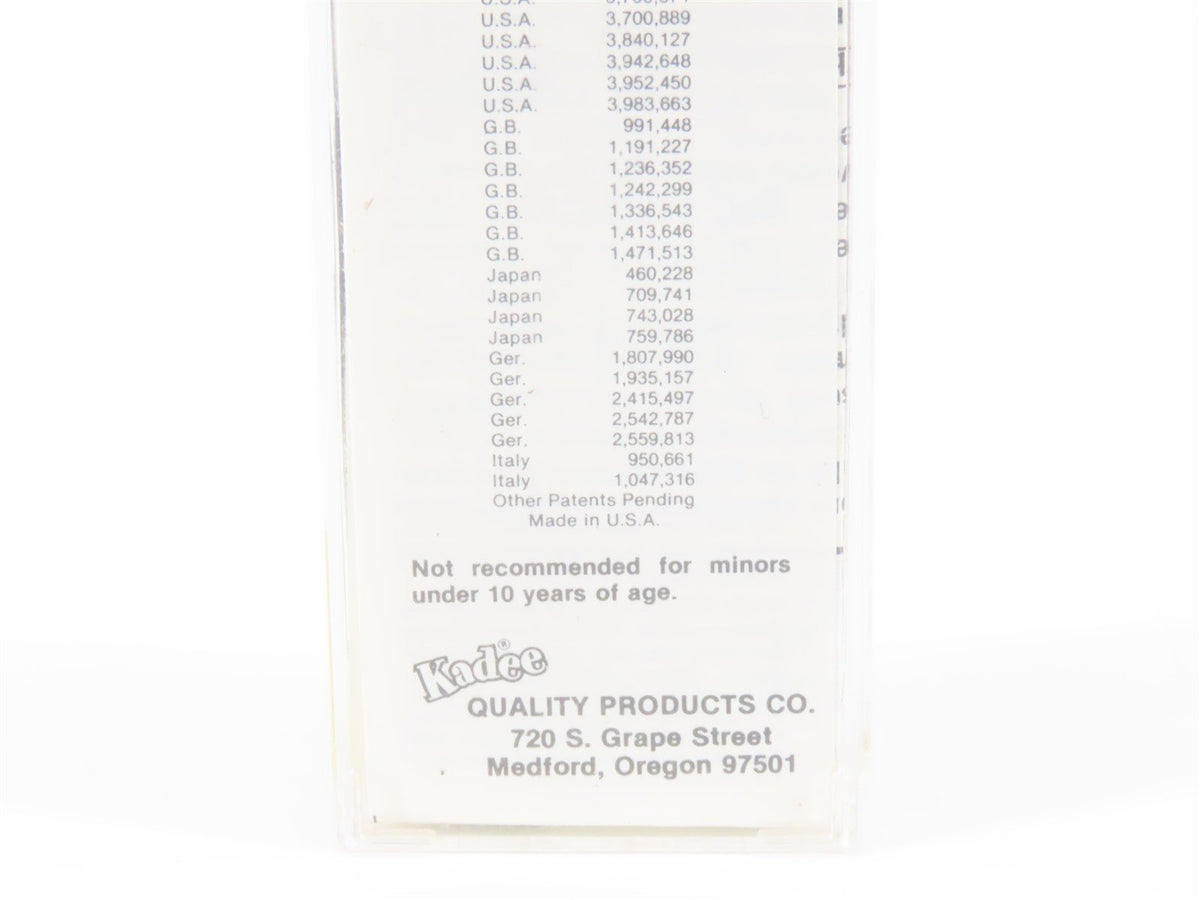 U.S.A. 3,700,889
U.S.A. 3,840,127
U.S.A. 3,942,648
U.S.A. 3,952,450
U.S.A. 3,983,663
G.B. 991,448
G.B. 1,191,227
G.B. 1,236,352
G.B. 1,242,299
G.B. 1,336,543
G.B. 1,413,646
G.B. 1,471,513
Japan 460,228
Japan 709,741
Japan 743,028
Japan 759,786
Ger. 1,807,990
Ger. 1,935,157
Ger. 2,415,497
Ger. 2,542,787
Ger. 2,559,813
Italy 950,661
Italy 1,047,316
Other Patents Pending
Made in U.S.A.
Not recommended for minors
under 10 years of age.
Kadee®
QUALITY PRODUCTS CO.
720 S. Grape Street
Medford, Oregon 97501